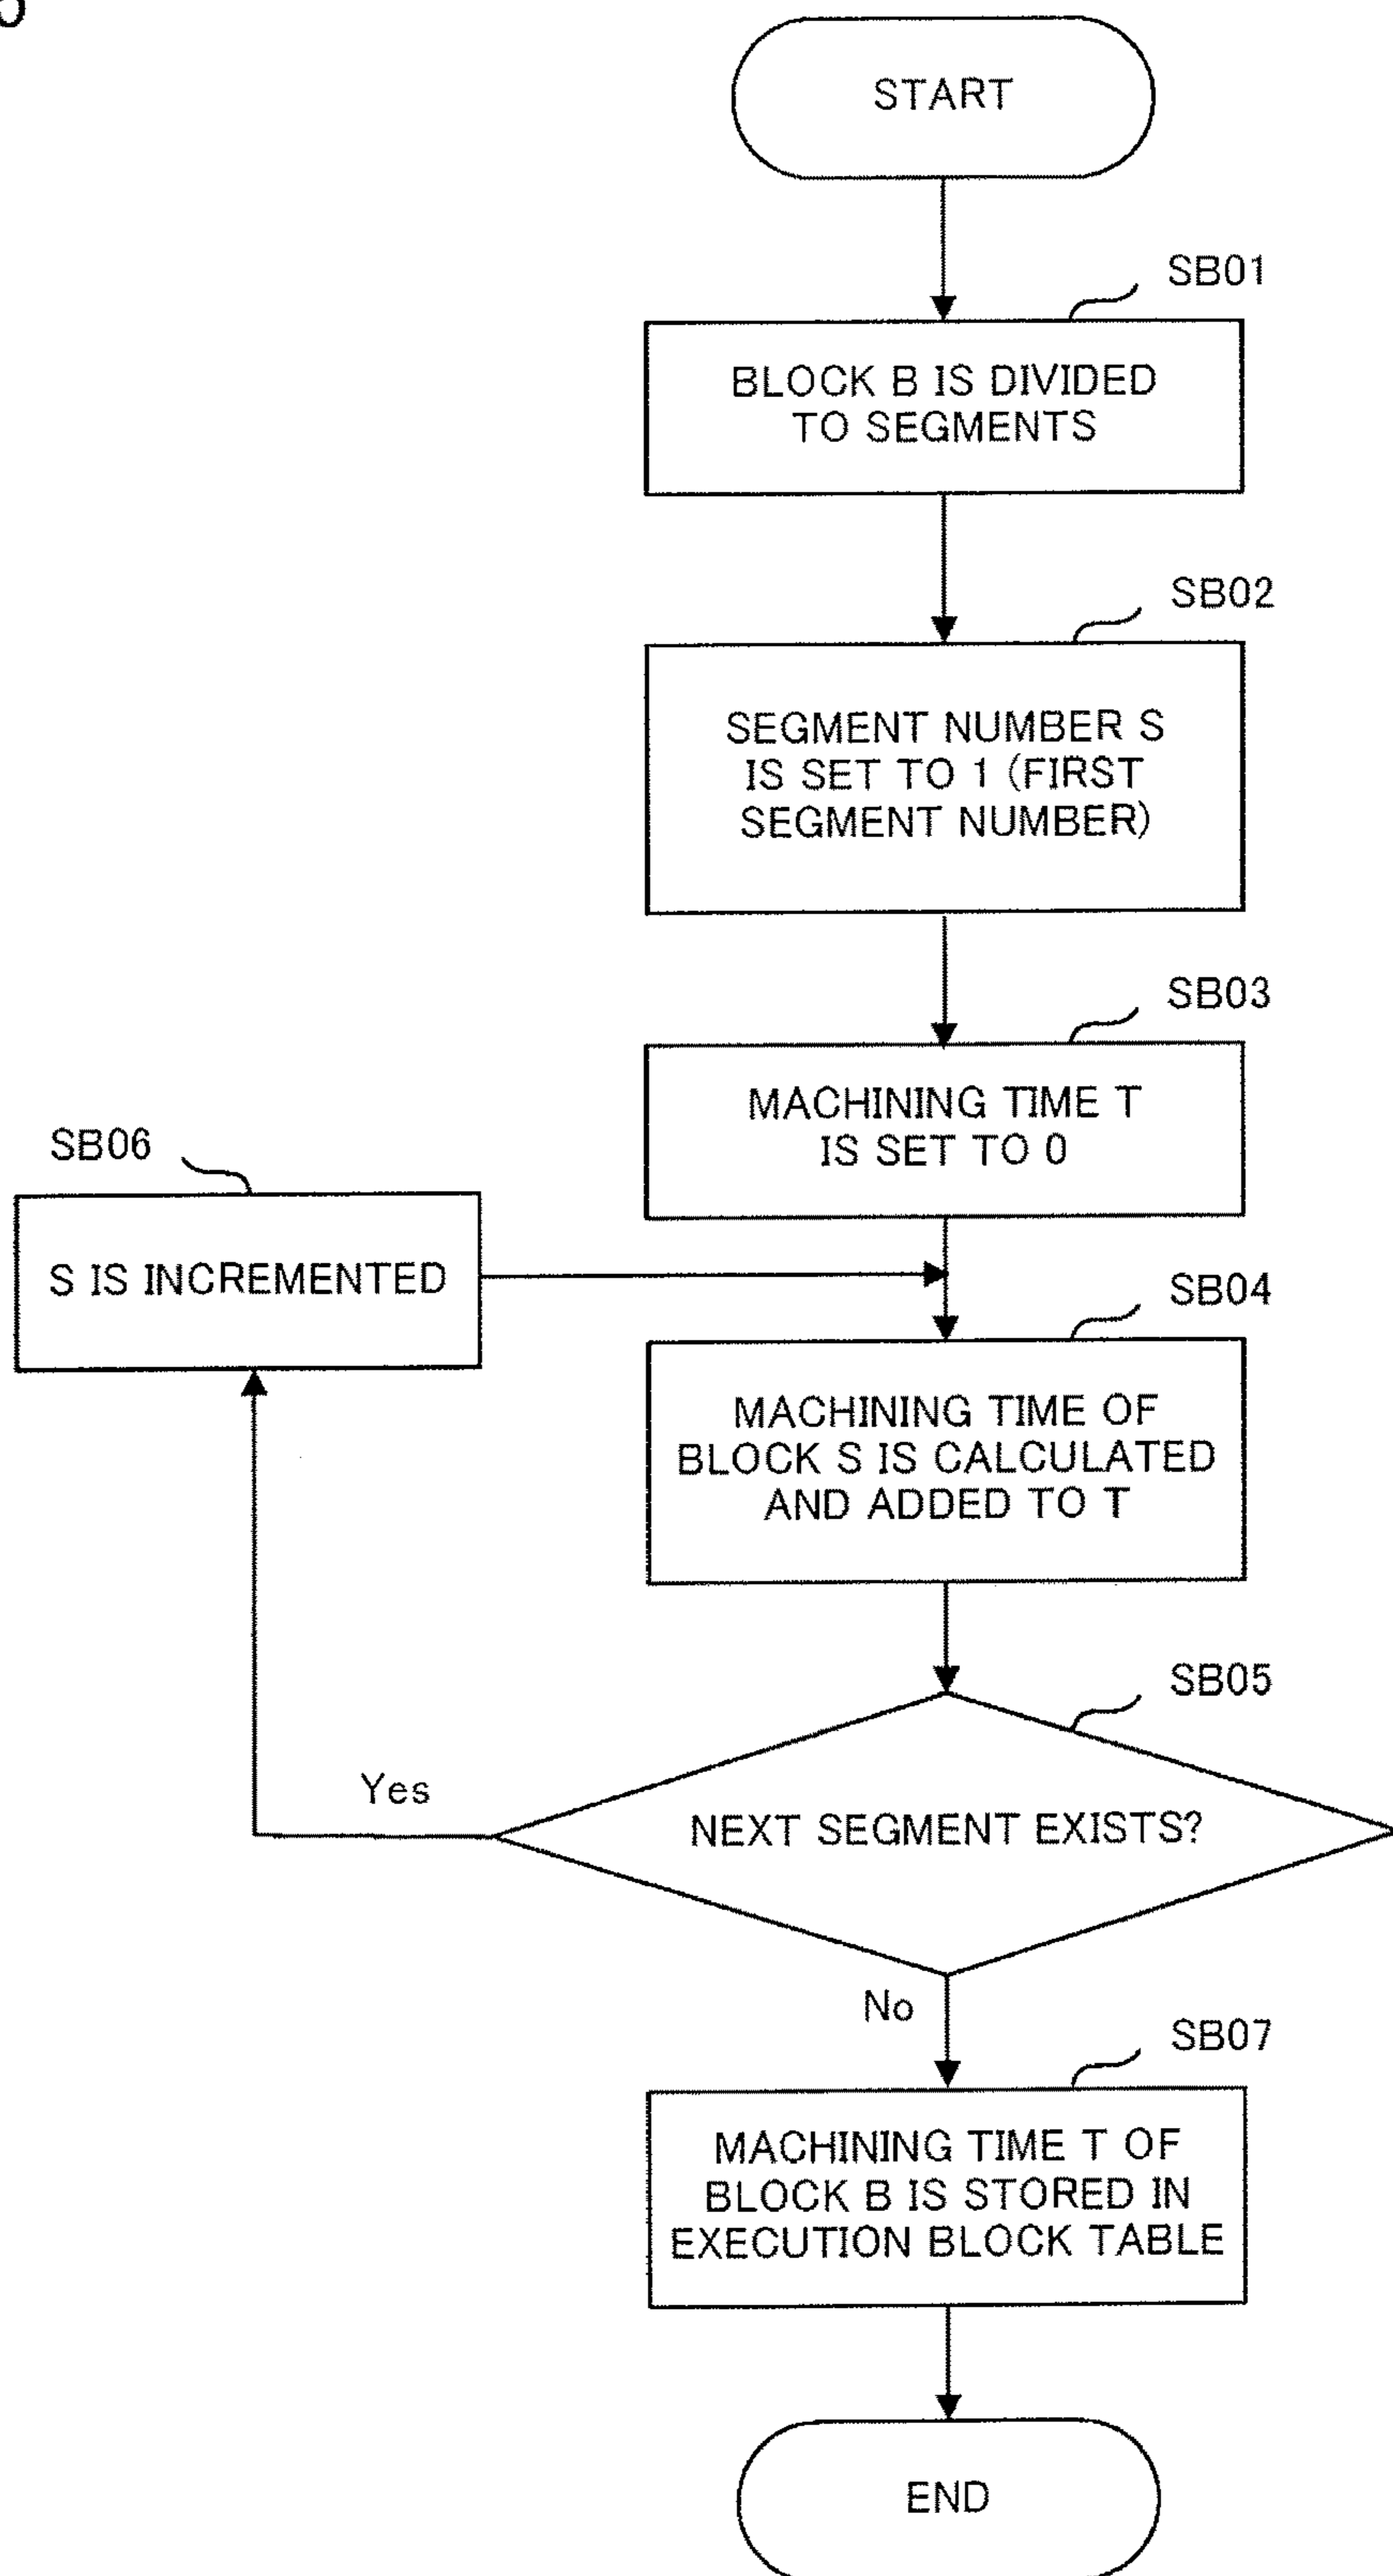 5
START
SB01
BLOCK B IS DIVIDED
TO SEGMENTS
SB02
SEGMENT NUMBER S
IS SET TO 1 (FIRST
SEGMENT NUMBER)
SB03
MACHINING TIME T
IS SET TO 0
SB06
S IS INCREMENTED
SB04
MACHINING TIME OF
BLOCK S IS CALCULATED
AND ADDED TO T
SB05
NEXT SEGMENT EXISTS?
Yes
No
SB07
MACHINING TIME T OF
BLOCK B IS STORED IN
EXECUTION BLOCK TABLE
END